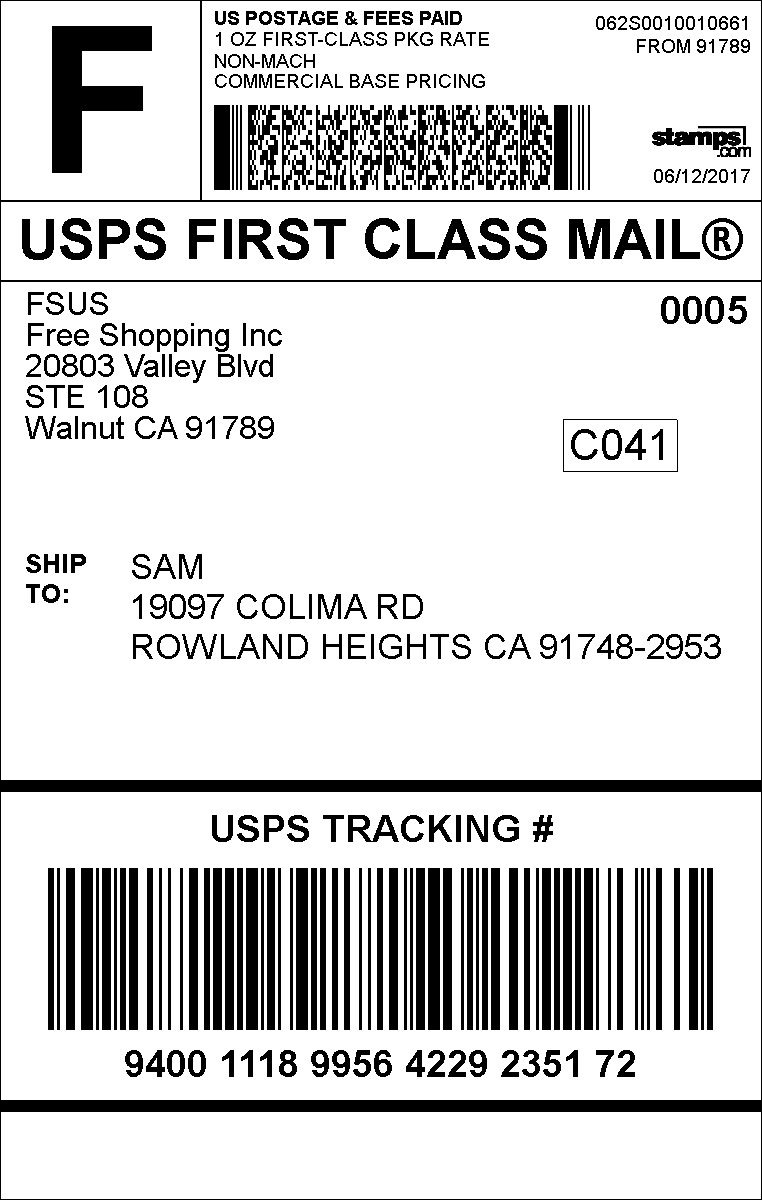 F
US POSTAGE & FEES PAID
1 OZ FIRST-CLASS PKG RATE
NON-MACH
COMMERCIAL BASE PRICING
062S0010010661
FROM 91789
stamps.com
06/12/2017
USPS FIRST CLASS MAIL®
FSUS
Free Shopping Inc
20803 Valley Blvd
STE 108
Walnut CA 91789
0005
C041
SHIP TO:
SAM
19097 COLIMA RD
ROWLAND HEIGHTS CA 91748-2953
USPS TRACKING #
9400 1118 9956 4229 2351 72